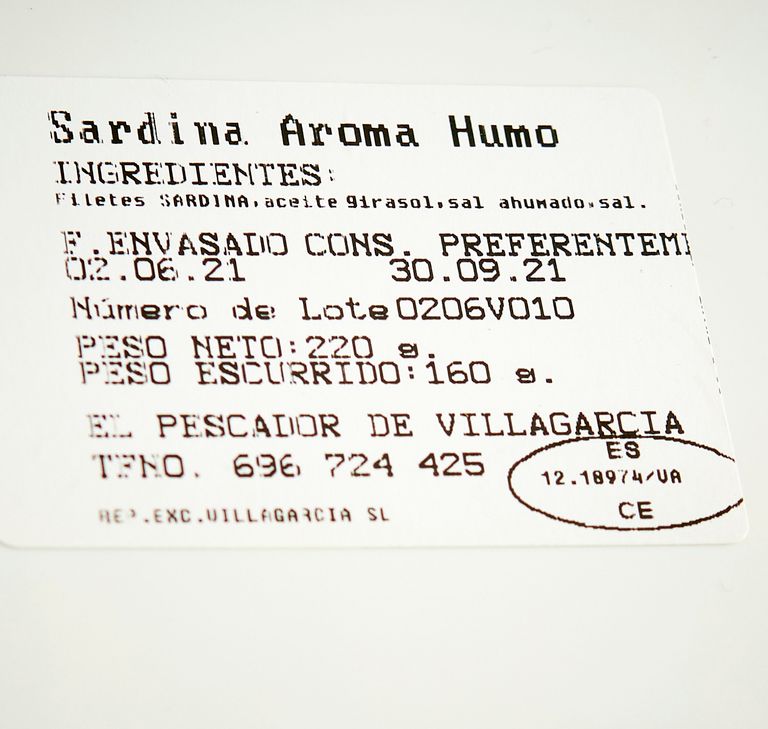 Sardina Aroma Humo
INGREDIENTES:
Filetes SARDINA,aceite girasol,sal ahumado,sal.
F.ENVASADO CONS. PREFERENTEM
02.06.21 30.09.21
Número de Lote 0206V010
PESO NETO:220 g.
PESO ESCURRIDO:160 g.
EL PESCADOR DE VILLAGARCIA
TFNO. 696 724 425
ES
12.18974/VA
CE
REP.EXC.VILLAGARCIA SL